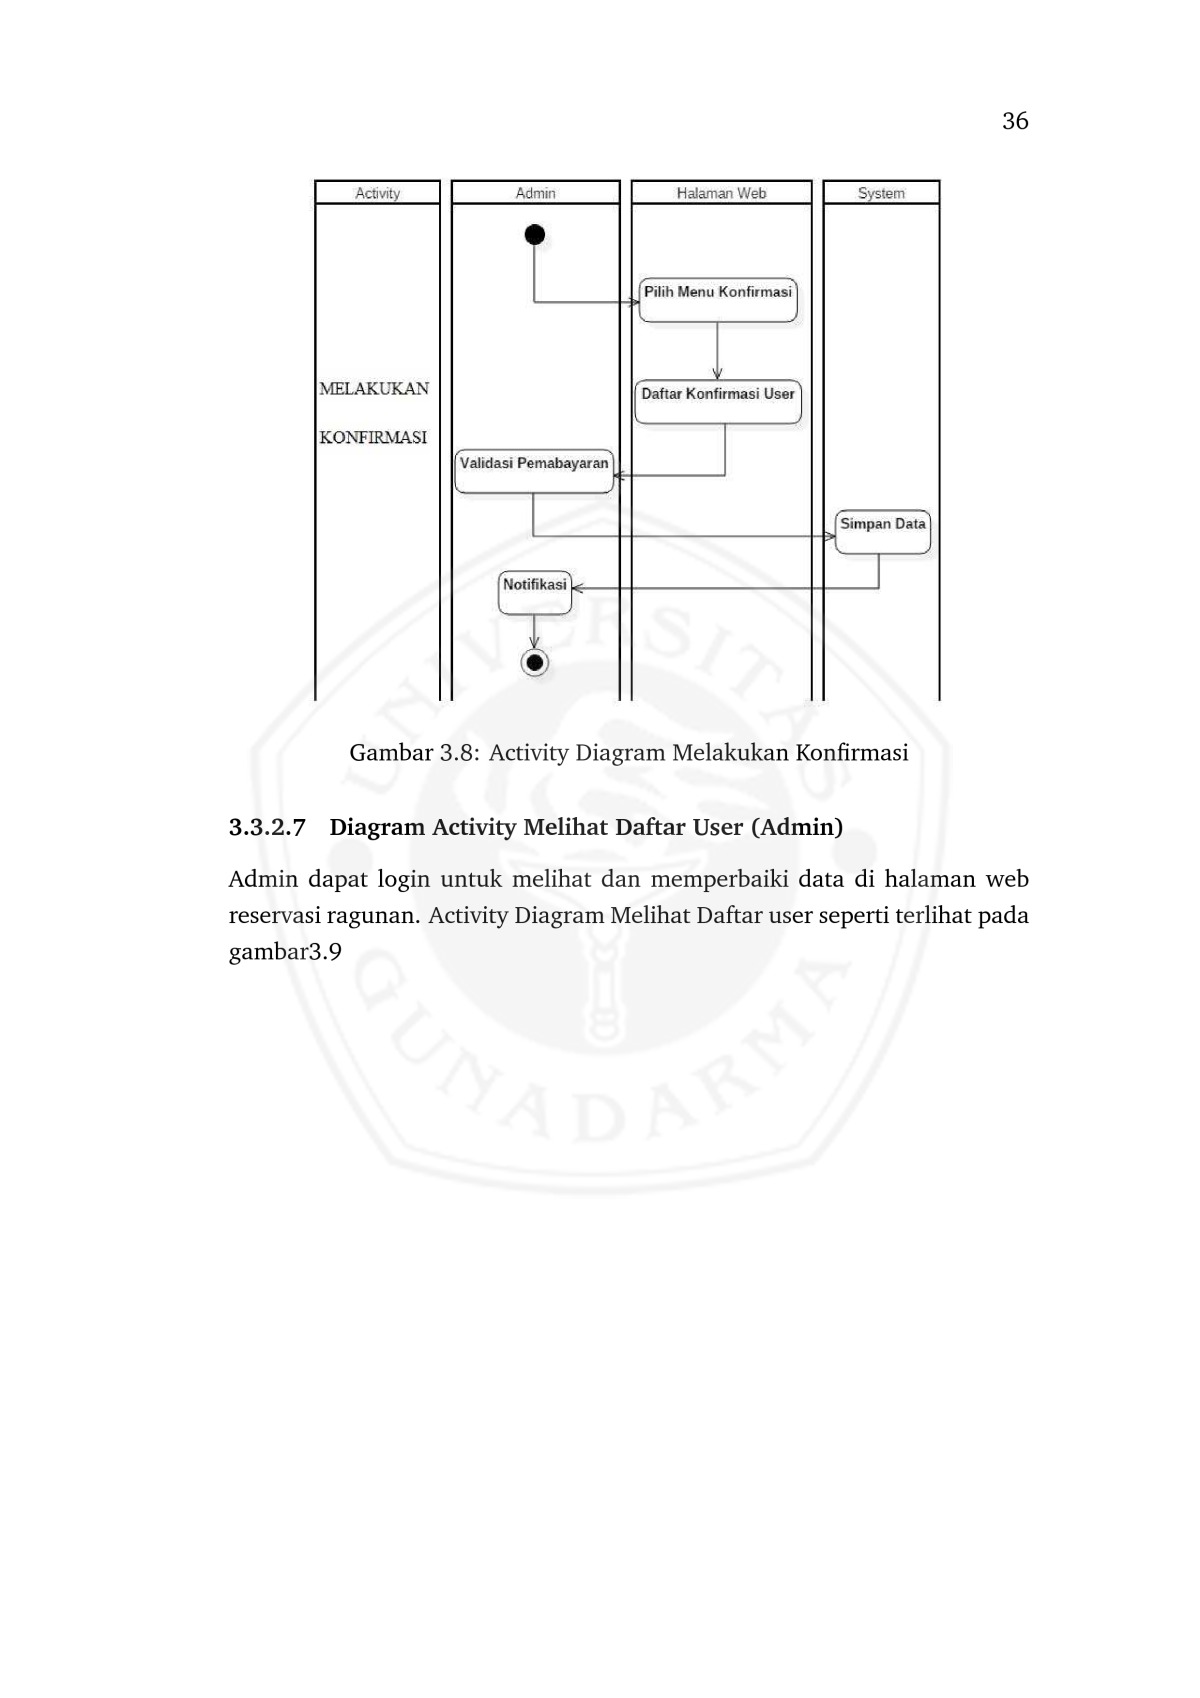 36
Activity
Admin
Halaman Web
System
Pilih Menu Konfirmasi
MELAKUKAN
Daftar Konfirmasi User
KONFIRMASI
Validasi Pemabayaran
Simpan Data
Notifikasi
UNIVERSITAS
Gambar 3.8: Activity Diagram Melakukan Konfirmasi
3.3.2.7 Diagram Activity Melihat Daftar User (Admin)
Admin dapat login untuk melihat dan memperbaiki data di halaman web
reservasi ragunan. Activity Diagram Melihat Daftar user seperti terlihat pada
gambar3.9
GUNADARMA